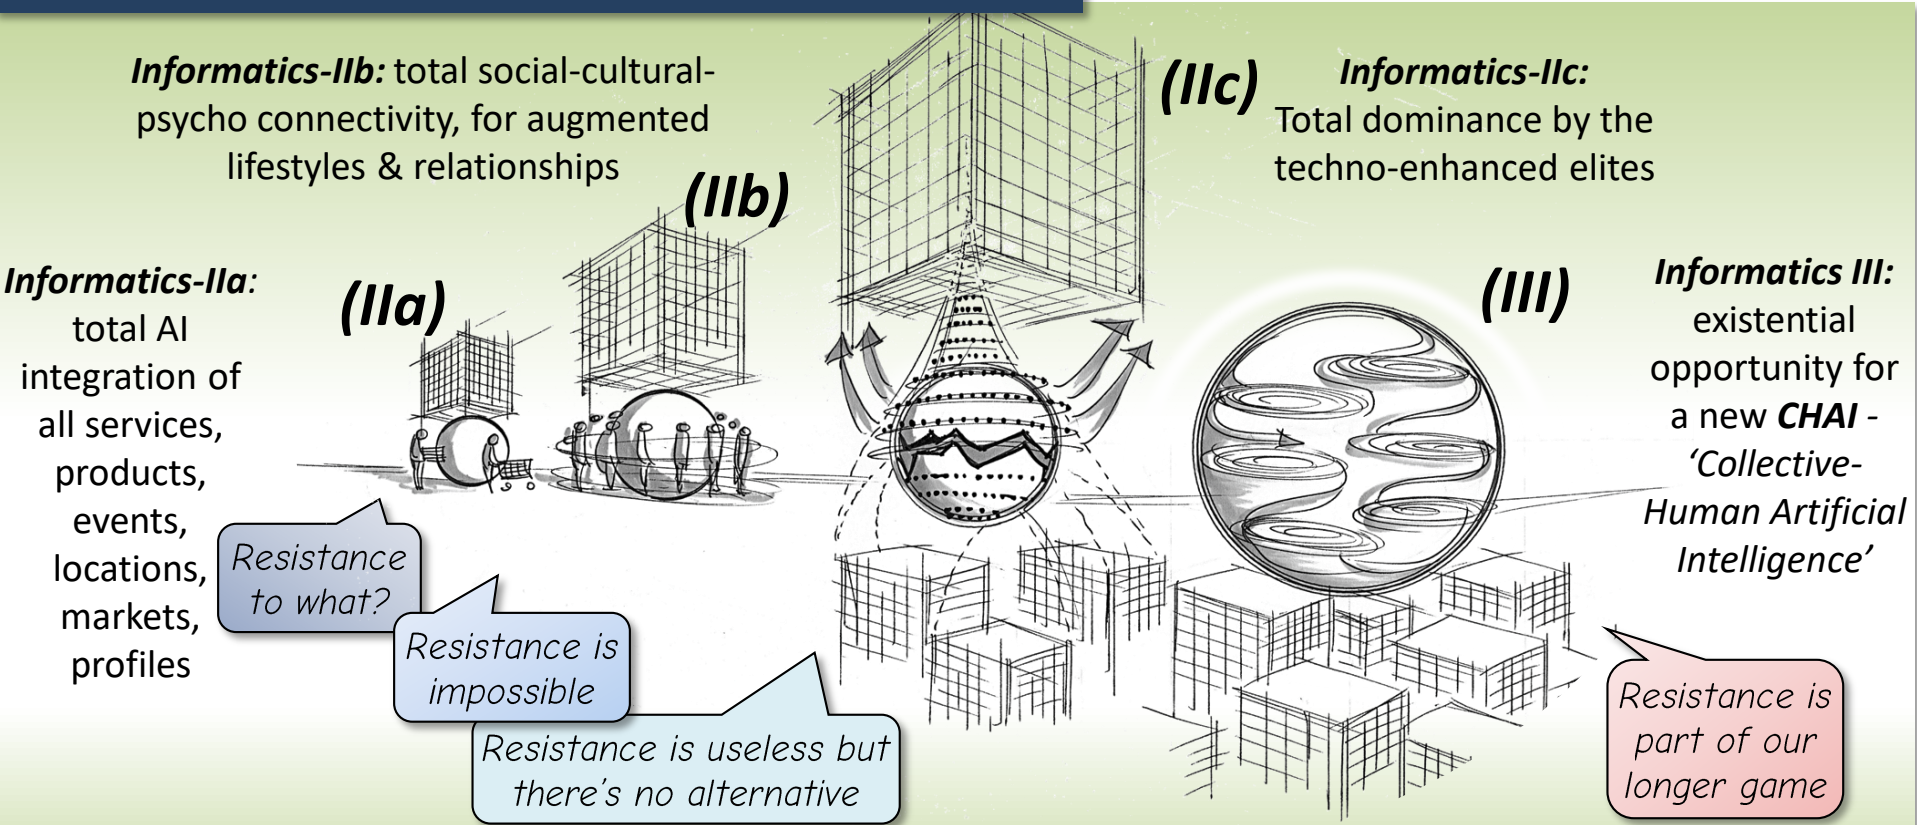 Informatics-IIb: total social-cultural-
psycho connectivity, for augmented
lifestyles & relationships
(IIb)
(IIc)
Informatics-IIc:
Total dominance by the
techno-enhanced elites
Informatics-IIa:
total AI
integration of
all services,
products,
events,
locations,
markets,
profiles
(IIa)
(III)
Informatics III:
existential
opportunity for
a new CHAI -
‘Collective-
Human Artificial
Intelligence’
Resistance
to what?
Resistance is
impossible
Resistance is useless but
there's no alternative
Resistance is
part of our
longer game